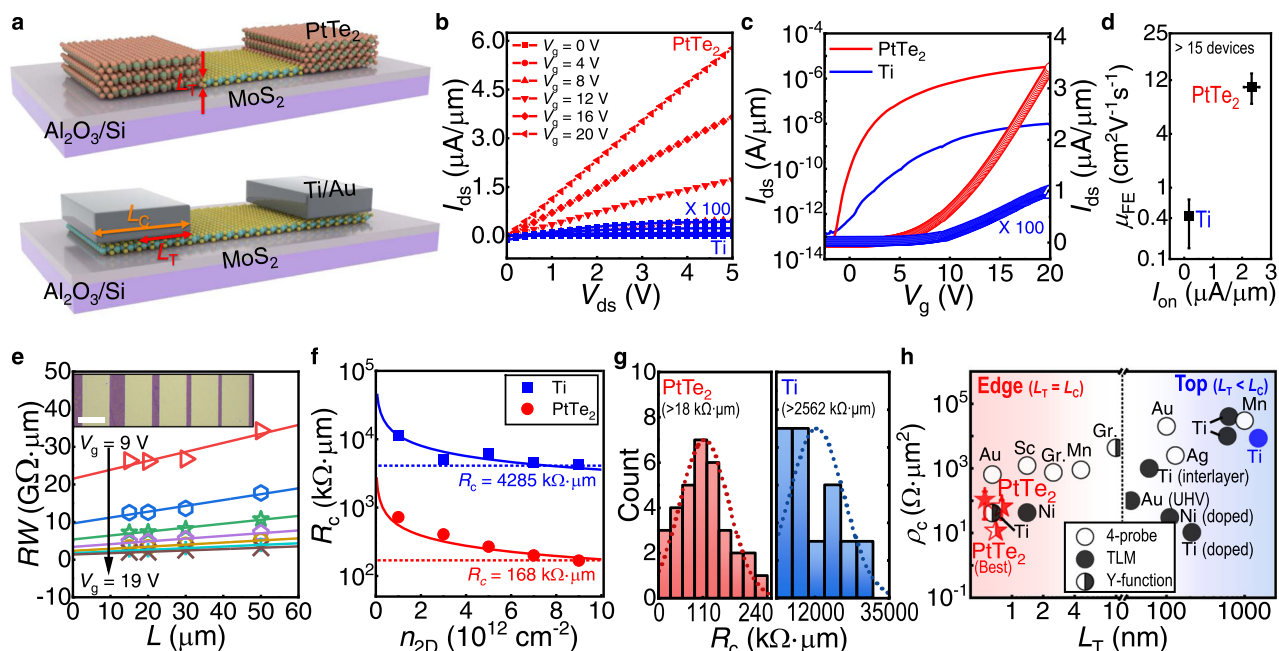 a
PtTe2
LT
MoS2
Al2O3/Si
Ti/Au
LC
LT
MoS2
Al2O3/Si
b
6.0
4.5
3.0
1.5
0.0
Ids (μA/μm)
Vg = 0 V
Vg = 4 V
Vg = 8 V
Vg = 12 V
Vg = 16 V
Vg = 20 V
PtTe2
X 100
Ti
0 1 2 3 4 5
Vds (V)
c
10-4
10-6
10-8
10-10
10-12
10-14
Ids (A/μm)
PtTe2
Ti
X 100
4
3
2
1
0
Ids (μA/μm)
0 5 10 15 20
Vg (V)
d
> 15 devices
PtTe2
Ti
μFE (cm2V-1s-1)
12
4
1
0.4
0.1
0 1 2 3
Ion (μA/μm)
e
50
40
30
20
10
0
-10
RW (GΩ·μm)
Vg = 9 V
Vg = 19 V
0 10 20 30 40 50 60
L (μm)
f
105
104
103
102
Rc (kΩ·μm)
Ti
PtTe2
Rc = 4285 kΩ·μm
Rc = 168 kΩ·μm
0 2 4 6 8 10
n2D (1012 cm-2)
g
10
8
6
4
2
0
Count
PtTe2
(>18 kΩ·μm)
Ti
(>2562 kΩ·μm)
0 110
12000 35000
Rc (kΩ·μm)
h
Edge (LT = LC)
Top (LT < LC)
105
103
101
10-1
ρc (Ω·μm2)
Au
Sc
Gr.
Mn
Gr.
PtTe2
Ti
Ni
PtTe2
(Best)
Au
Ti
Mn
Ti
Ag
Ti (interlayer)
Au (UHV)
Ni (doped)
Ti (doped)
4-probe
TLM
Y-function
1 2 4 10 100 1000
LT (nm)